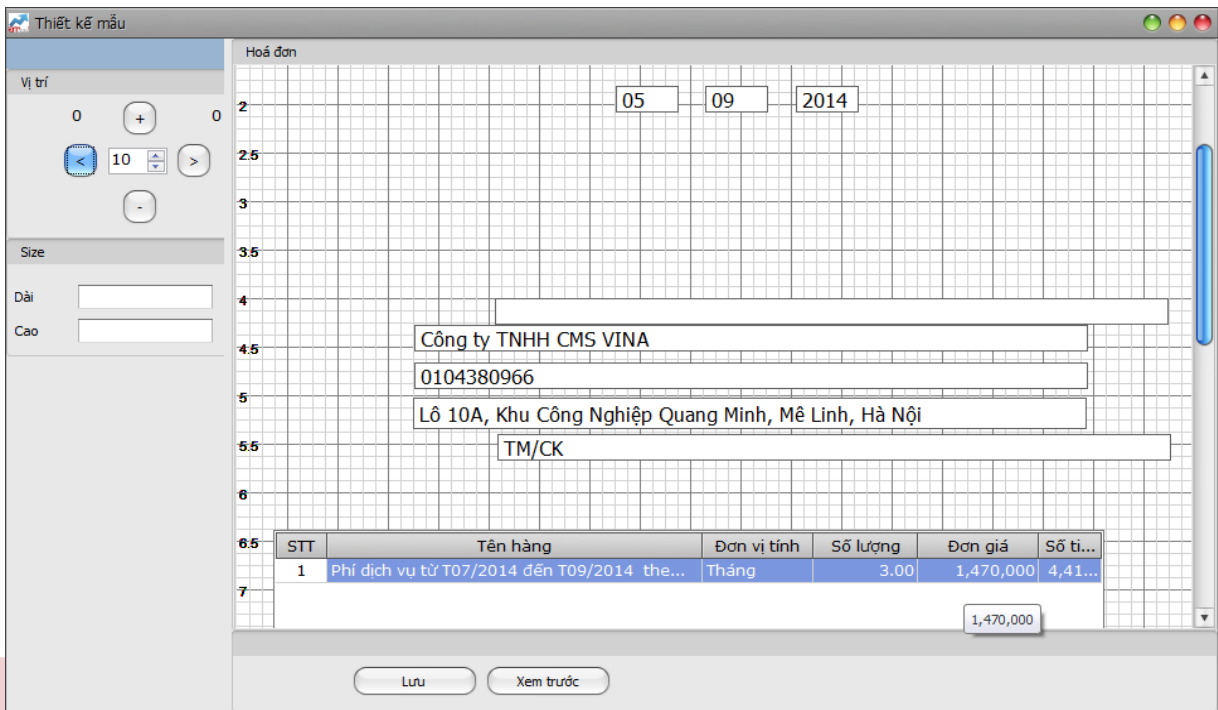 Thiết kế mẫu
Hoá đơn
Vị trí
0 + 0
< 10 >
-
Size
Dài
Cao
2
2.5
3
3.5
4
4.5
5
5.5
6
6.5
7
05 09 2014
Công ty TNHH CMS VINA
0104380966
Lô 10A, Khu Công Nghiệp Quang Minh, Mê Linh, Hà Nội
TM/CK
STT Tên hàng Đơn vị tính Số lượng Đơn giá Số ti...
1 Phí dịch vụ từ T07/2014 đến T09/2014 the... Tháng 3.00 1,470,000 4,41...
1,470,000
Lưu Xem trước